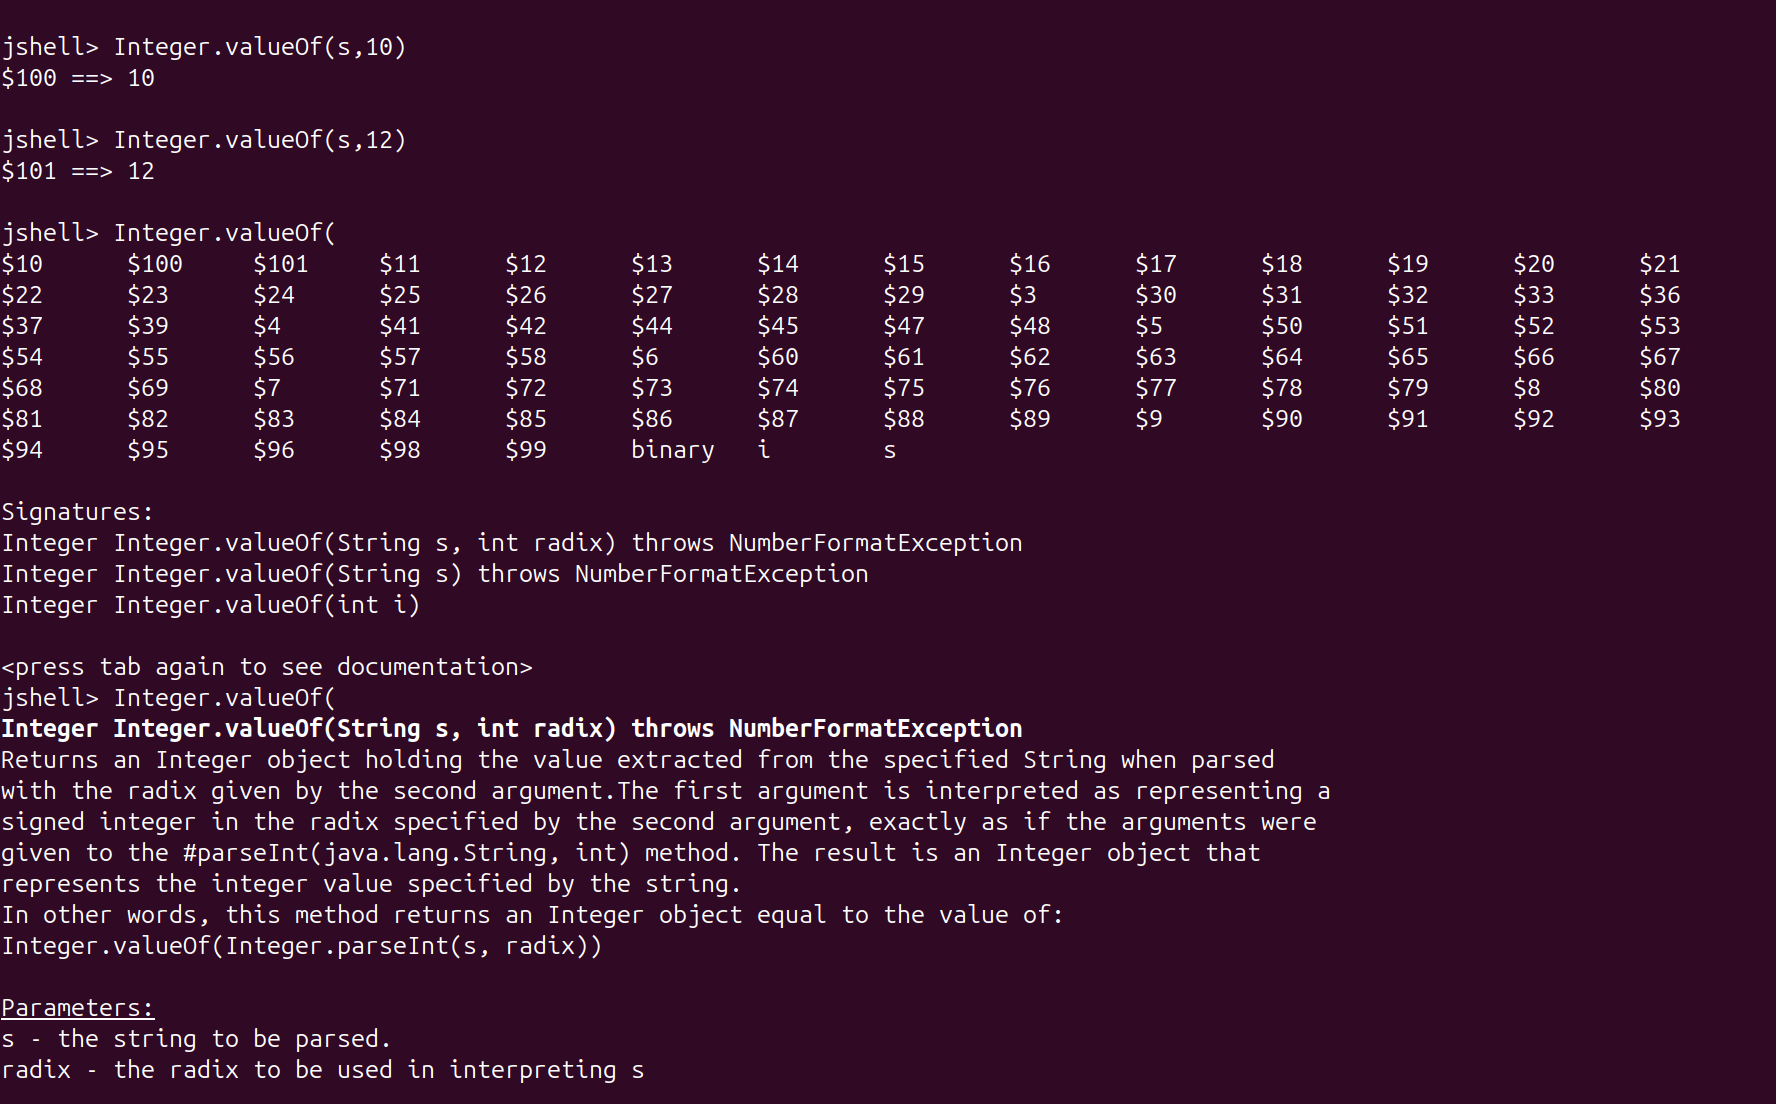 jshell> Integer.valueOf(s,10)
$100 ==> 10
jshell> Integer.valueOf(s,12)
$101 ==> 12
jshell> Integer.valueOf(
$10 $100 $101 $11 $12 $13 $14 $15 $16 $17 $18 $19 $20 $21
$22 $23 $24 $25 $26 $27 $28 $29 $3 $30 $31 $32 $33 $36
$37 $39 $4 $41 $42 $44 $45 $47 $48 $5 $50 $51 $52 $53
$54 $55 $56 $57 $58 $6 $60 $61 $62 $63 $64 $65 $66 $67
$68 $69 $7 $71 $72 $73 $74 $75 $76 $77 $78 $79 $8 $80
$81 $82 $83 $84 $85 $86 $87 $88 $89 $9 $90 $91 $92 $93
$94 $95 $96 $98 $99 binary i s
Signatures:
Integer Integer.valueOf(String s, int radix) throws NumberFormatException
Integer Integer.valueOf(String s) throws NumberFormatException
Integer Integer.valueOf(int i)
<press tab again to see documentation>
jshell> Integer.valueOf(
Integer Integer.valueOf(String s, int radix) throws NumberFormatException
Returns an Integer object holding the value extracted from the specified String when parsed
with the radix given by the second argument.The first argument is interpreted as representing a
signed integer in the radix specified by the second argument, exactly as if the arguments were
given to the #parseInt(java.lang.String, int) method. The result is an Integer object that
represents the integer value specified by the string.
In other words, this method returns an Integer object equal to the value of:
Integer.valueOf(Integer.parseInt(s, radix))
Parameters:
s - the string to be parsed.
radix - the radix to be used in interpreting s